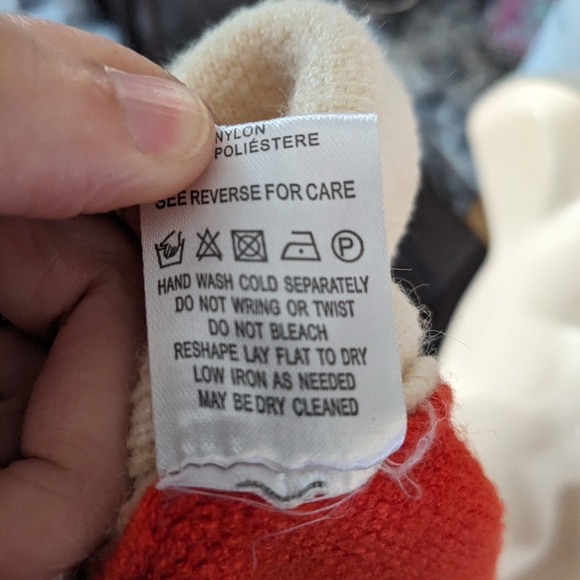 NYLON
POLIÉSTERE
SEE REVERSE FOR CARE
P
HAND WASH COLD SEPARATELY
DO NOT WRING OR TWIST
DO NOT BLEACH
RESHAPE LAY FLAT TO DRY
LOW IRON AS NEEDED
MAY BE DRY CLEANED